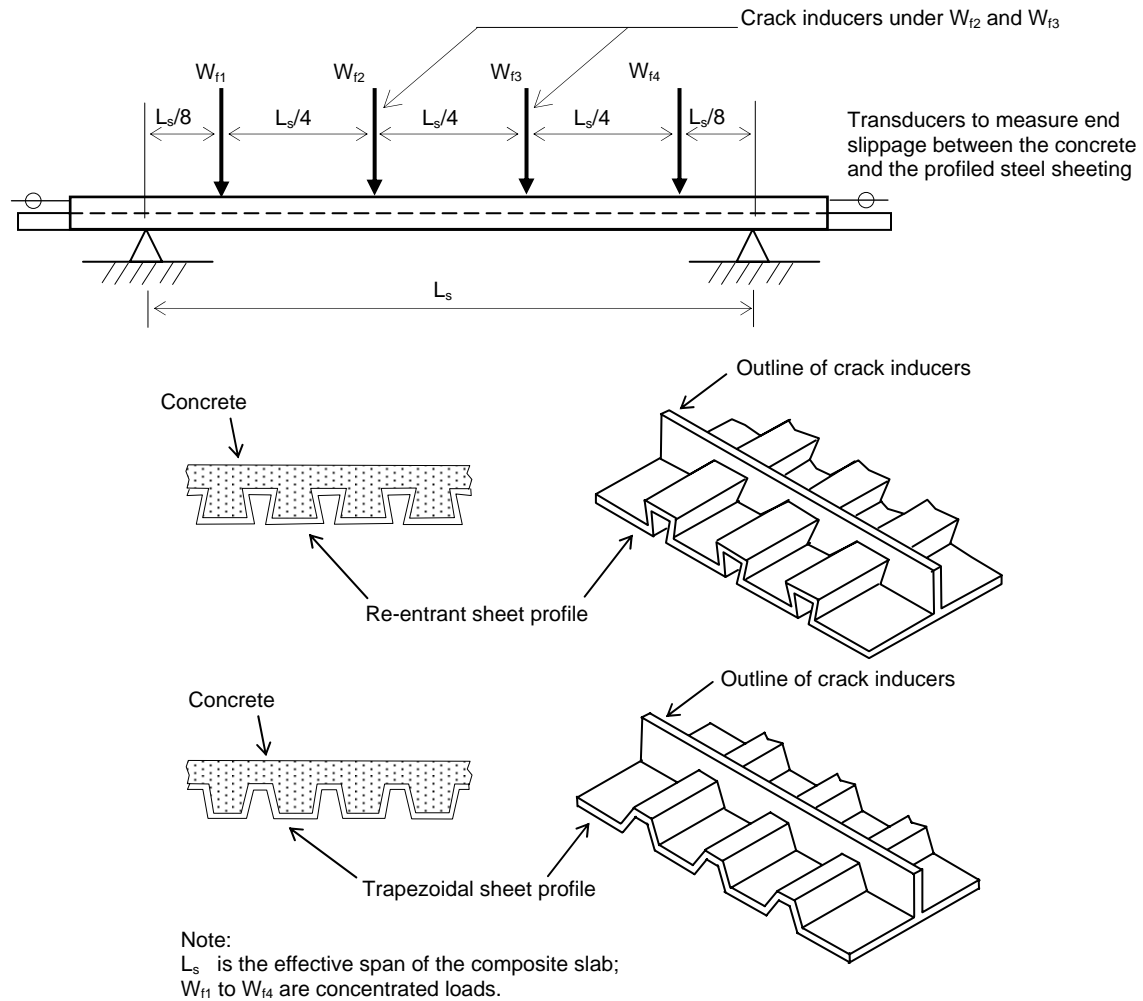 Crack inducers under Wf2 and Wf3
Wf1
Wf2
Wf3
Wf4
Ls/8
Ls/4
Ls/4
Ls/4
Ls/8
Transducers to measure end
slippage between the concrete
and the profiled steel sheeting
Ls
Outline of crack inducers
Concrete
Re-entrant sheet profile
Outline of crack inducers
Concrete
Trapezoidal sheet profile
Note:
Ls is the effective span of the composite slab;
Wf1 to Wf4 are concentrated loads.